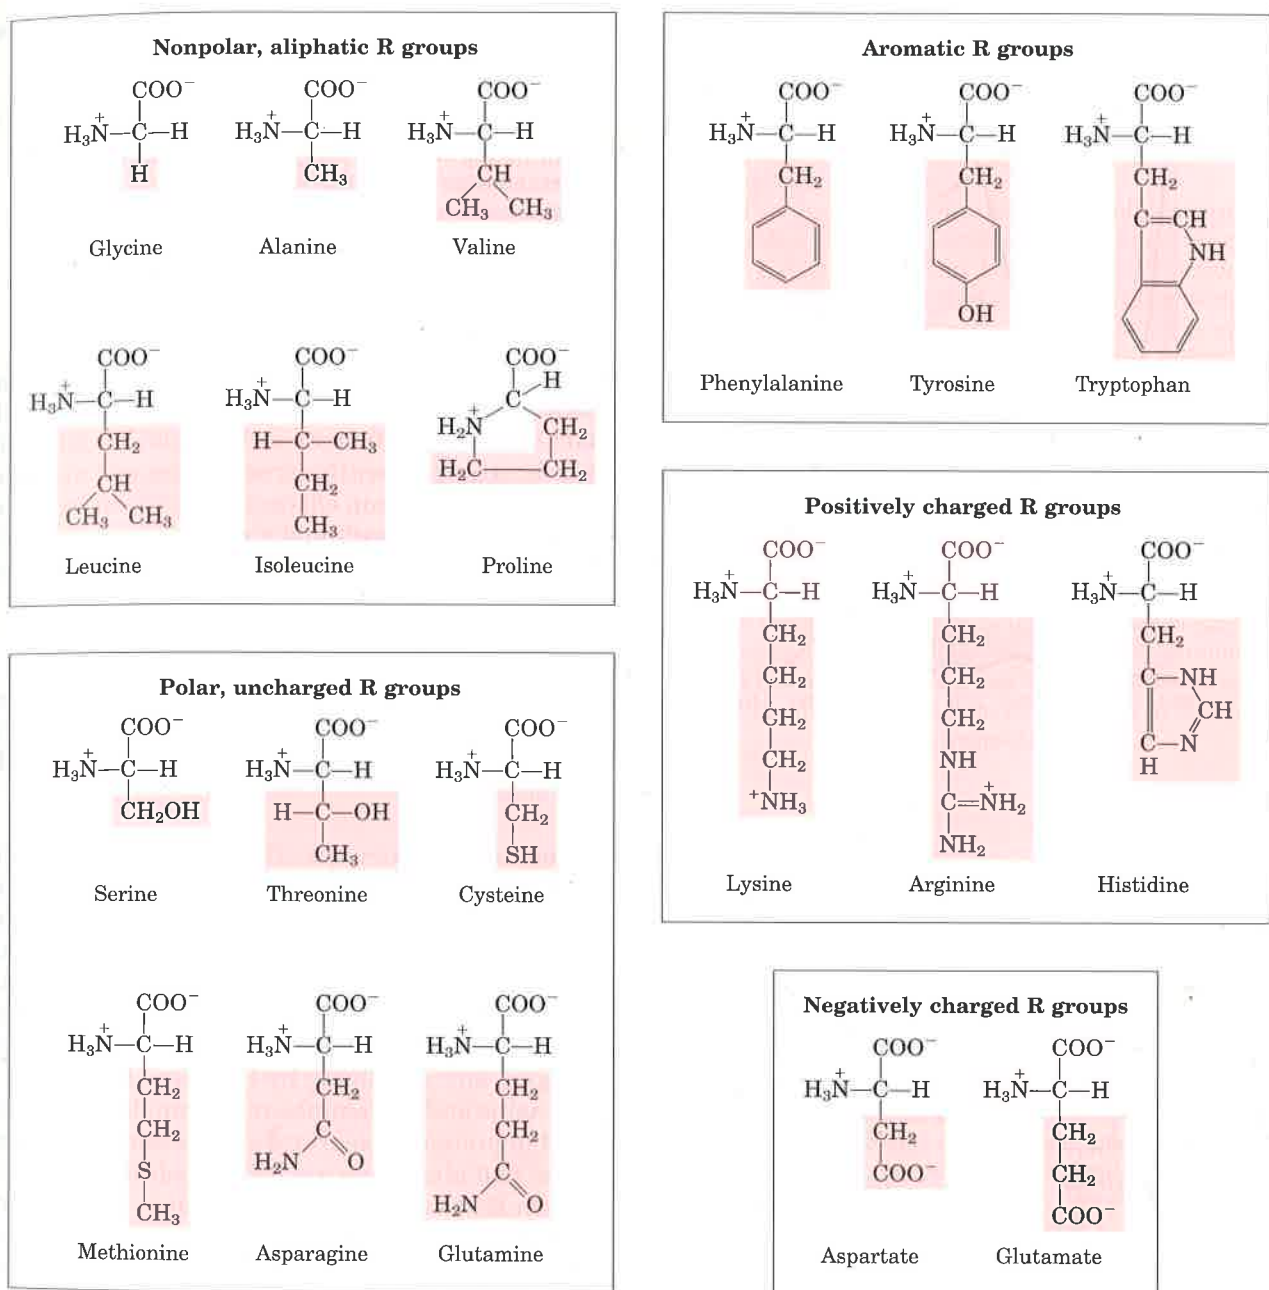 Nonpolar, aliphatic R groups
COO⁻ COO⁻ COO⁻
H₃N⁺—C—H H₃N⁺—C—H H₃N⁺—C—H
H CH₃ CH
CH₃ CH₃
Glycine Alanine Valine
COO⁻ COO⁻ COO⁻
H₃N⁺—C—H H₃N⁺—C—H C H
CH₂ H—C—CH₃ H₂N⁺ CH₂
CH CH₂ H₂C—CH₂
CH₃ CH₃ CH₃
Leucine Isoleucine Proline
Polar, uncharged R groups
COO⁻ COO⁻ COO⁻
H₃N⁺—C—H H₃N⁺—C—H H₃N⁺—C—H
CH₂OH H—C—OH CH₂
CH₃ SH
Serine Threonine Cysteine
COO⁻ COO⁻ COO⁻
H₃N⁺—C—H H₃N⁺—C—H H₃N⁺—C—H
CH₂ CH₂ CH₂
CH₂ C CH₂
S H₂N O C
CH₃ H₂N O
Methionine Asparagine Glutamine
Aromatic R groups
COO⁻ COO⁻ COO⁻
H₃N⁺—C—H H₃N⁺—C—H H₃N⁺—C—H
CH₂ CH₂ CH₂
C=CH
NH
OH
Phenylalanine Tyrosine Tryptophan
Positively charged R groups
COO⁻ COO⁻ COO⁻
H₃N⁺—C—H H₃N⁺—C—H H₃N⁺—C—H
CH₂ CH₂ CH₂
CH₂ CH₂ C—NH
CH₂ CH₂ CH
CH₂ NH C—N
⁺NH₃ C=N⁺H₂ H
NH₂
Lysine Arginine Histidine
Negatively charged R groups
COO⁻ COO⁻
H₃N⁺—C—H H₃N⁺—C—H
CH₂ CH₂
COO⁻ CH₂
COO⁻
Aspartate Glutamate